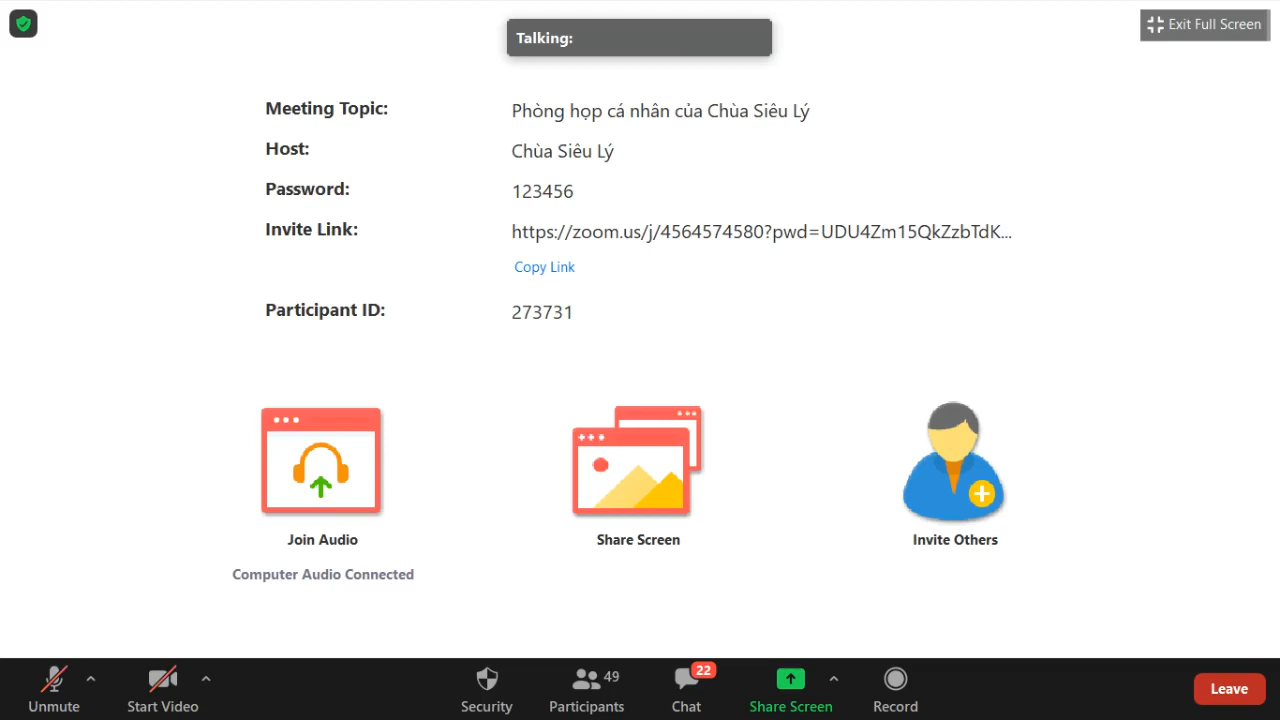 Talking:
Exit Full Screen
Meeting Topic: Phòng họp cá nhân của Chùa Siêu Lý
Host: Chùa Siêu Lý
Password: 123456
Invite Link: https://zoom.us/j/4564574580?pwd=UDU4Zm15QkZzbTdK...
Copy Link
Participant ID: 273731
Join Audio
Share Screen
Invite Others
Computer Audio Connected
49
22
Unmute
Start Video
Security
Participants
Chat
Share Screen
Record
Leave